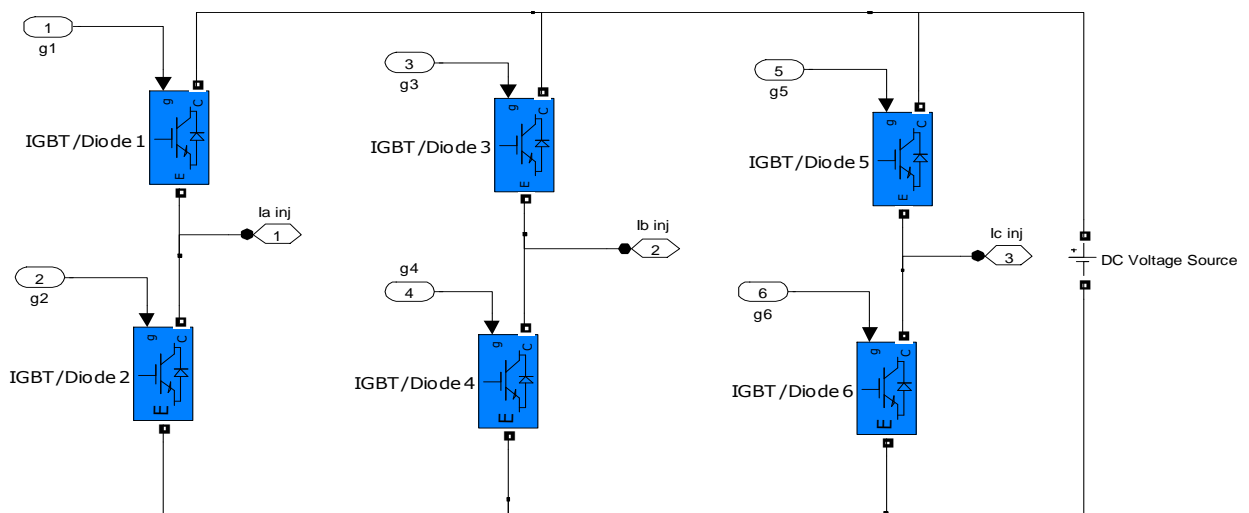 1
g1
g
C
IGBT/Diode 1
E
Ia inj
1
2
g2
g
C
IGBT/Diode 2
E
3
g3
g
C
IGBT/Diode 3
E
Ib inj
2
g4
4
g
C
IGBT/Diode 4
E
5
g5
g
C
IGBT/Diode 5
E
Ic inj
3
6
g6
g
C
IGBT/Diode 6
E
+
DC Voltage Source